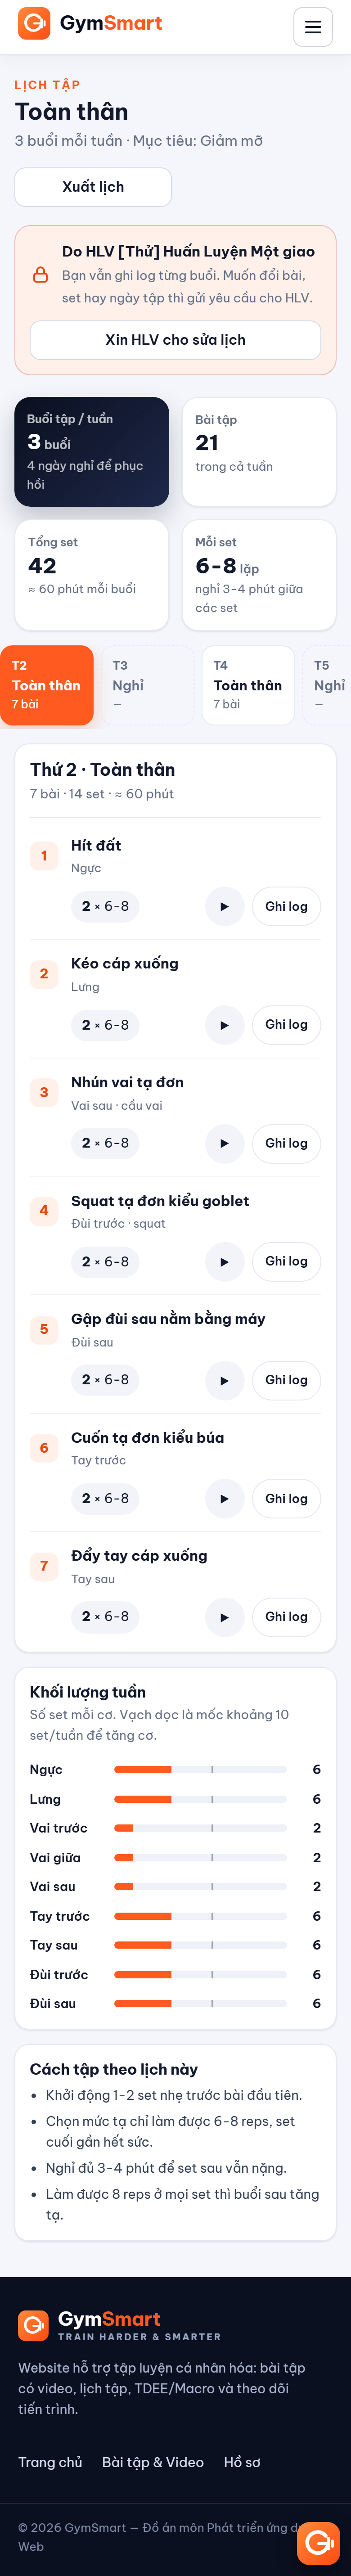 GymSmart
LỊCH TẬP
Toàn thân
3 buổi mỗi tuần · Mục tiêu: Giảm mỡ
Xuất lịch
Do HLV [Thử] Huấn Luyện Một giao
Bạn vẫn ghi log từng buổi. Muốn đổi bài,
set hay ngày tập thì gửi yêu cầu cho HLV.
Xin HLV cho sửa lịch
Buổi tập / tuần
3 buổi
4 ngày nghỉ để phục
hồi
Bài tập
21
trong cả tuần
Tổng set
42
≈ 60 phút mỗi buổi
Mỗi set
6-8 lặp
nghỉ 3-4 phút giữa
các set
T2
Toàn thân
7 bài
T3
Nghỉ
—
T4
Toàn thân
7 bài
T5
Nghỉ
—
Thứ 2 · Toàn thân
7 bài · 14 set · ≈ 60 phút
1
Hít đất
Ngực
2 × 6-8
Ghi log
2
Kéo cáp xuống
Lưng
2 × 6-8
Ghi log
3
Nhún vai tạ đơn
Vai sau · cầu vai
2 × 6-8
Ghi log
4
Squat tạ đơn kiểu goblet
Đùi trước · squat
2 × 6-8
Ghi log
5
Gập đùi sau nằm bằng máy
Đùi sau
2 × 6-8
Ghi log
6
Cuốn tạ đơn kiểu búa
Tay trước
2 × 6-8
Ghi log
7
Đẩy tay cáp xuống
Tay sau
2 × 6-8
Ghi log
Khối lượng tuần
Số set mỗi cơ. Vạch dọc là mốc khoảng 10
set/tuần để tăng cơ.
Ngực 6
Lưng 6
Vai trước 2
Vai giữa 2
Vai sau 2
Tay trước 6
Tay sau 6
Đùi trước 6
Đùi sau 6
Cách tập theo lịch này
• Khởi động 1-2 set nhẹ trước bài đầu tiên.
• Chọn mức tạ chỉ làm được 6-8 reps, set
cuối gần hết sức.
• Nghỉ đủ 3-4 phút để set sau vẫn nặng.
• Làm được 8 reps ở mọi set thì buổi sau tăng
tạ.
GymSmart
TRAIN HARDER & SMARTER
Website hỗ trợ tập luyện cá nhân hóa: bài tập
có video, lịch tập, TDEE/Macro và theo dõi
tiến trình.
Trang chủ Bài tập & Video Hồ sơ
© 2026 GymSmart — Đồ án môn Phát triển ứng
Web